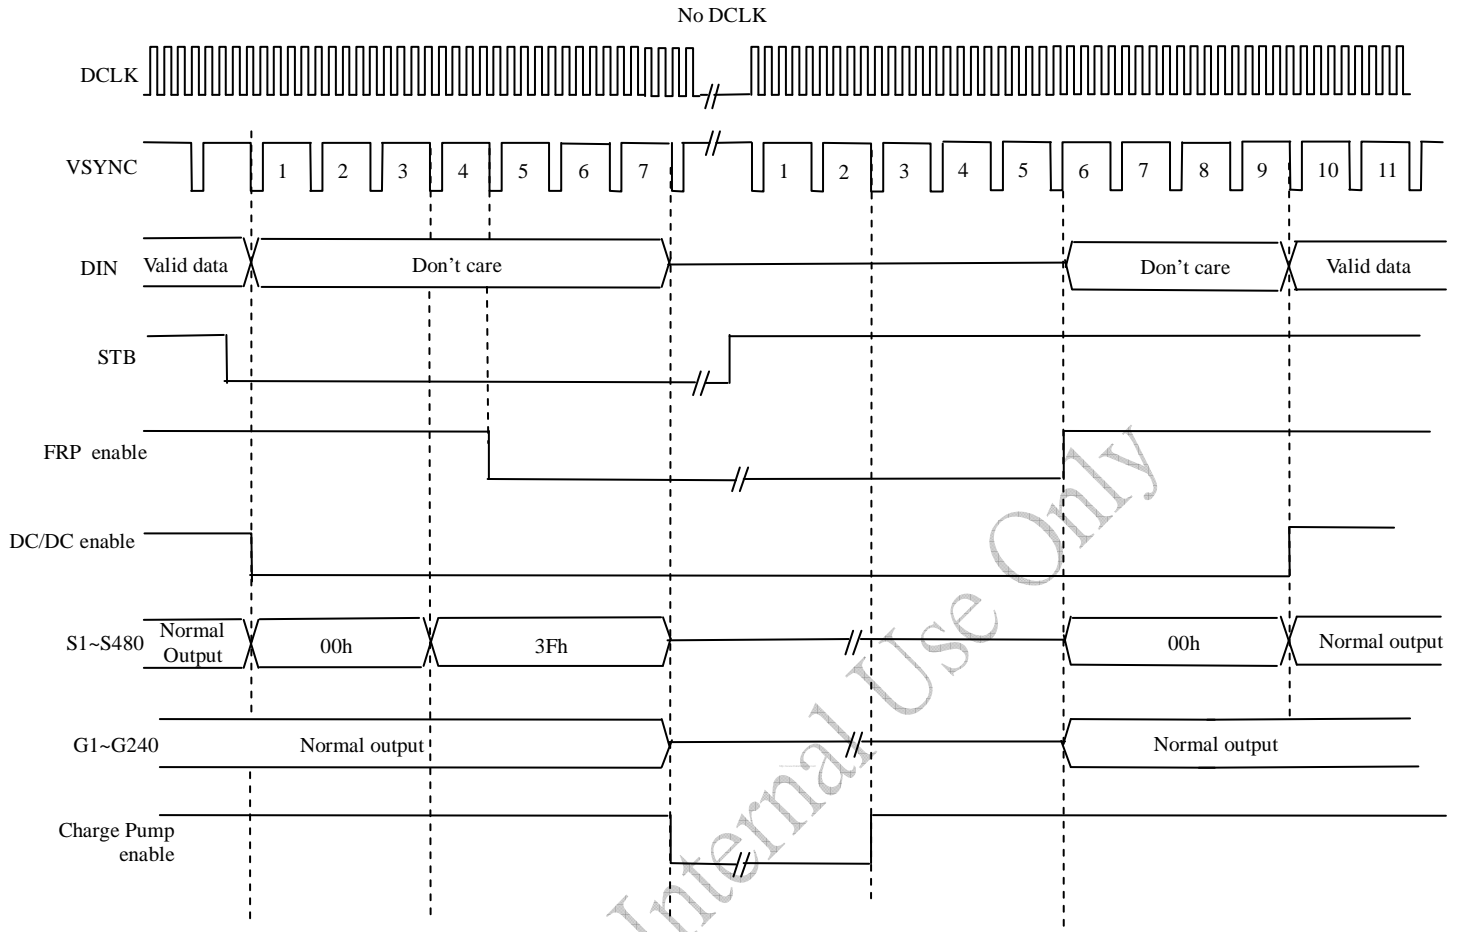 No DCLK
DCLK
VSYNC
1 2 3 4 5 6 7 1 2 3 4 5 6 7 8 9 10 11
DIN
Valid data Don't care Don't care Valid data
STB
FRP enable
DC/DC enable
S1~S480
Normal
Output
00h 3Fh 00h Normal output
G1~G240
Normal output Normal output
Charge Pump
enable
Internal Use Only